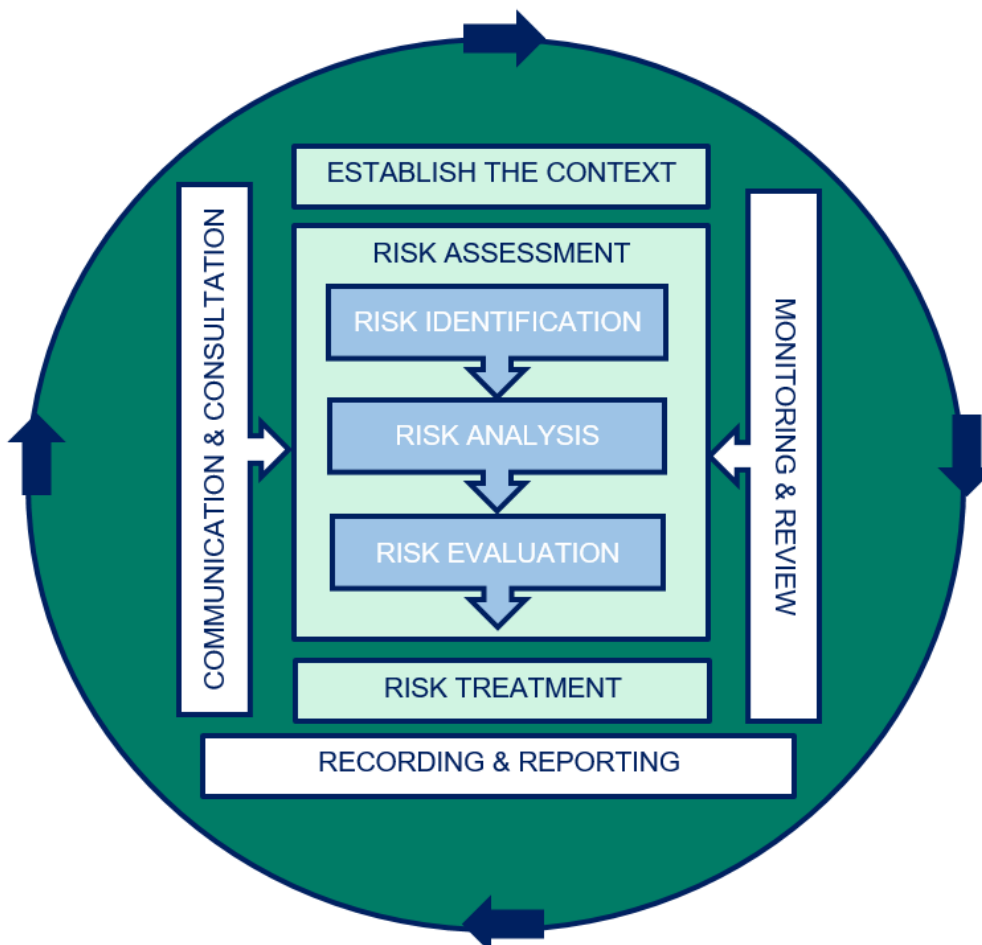 ESTABLISH THE CONTEXT
COMMUNICATION & CONSULTATION
RISK ASSESSMENT
RISK IDENTIFICATION
RISK ANALYSIS
RISK EVALUATION
MONITORING & REVIEW
RISK TREATMENT
RECORDING & REPORTING